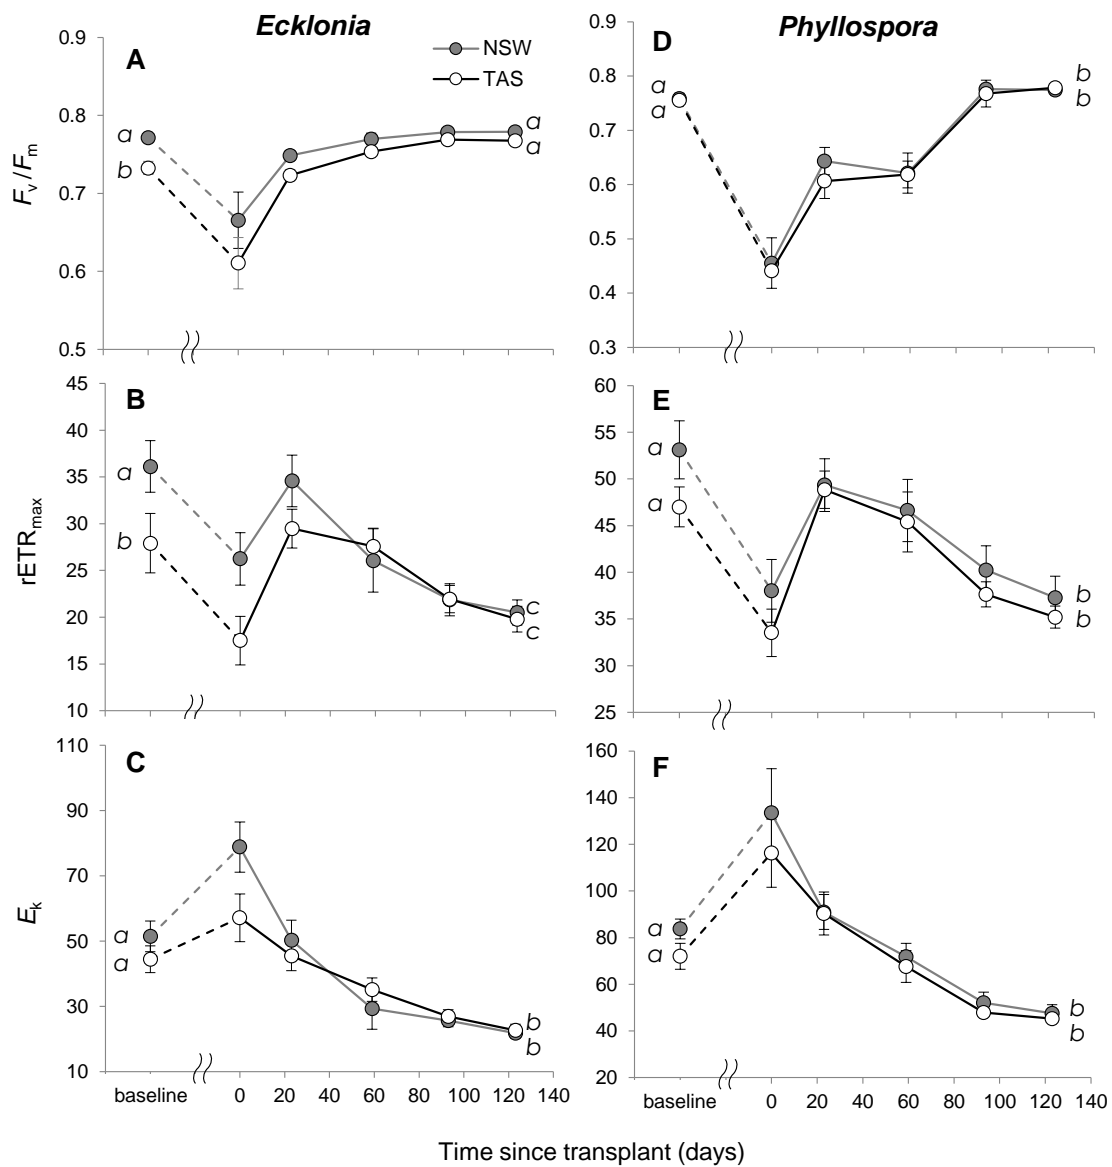 Ecklonia
Phyllospora
A
NSW
TAS
Fv/Fm
0.9
0.8
0.7
0.6
0.5
a
b
a
a
D
0.9
0.8
0.7
0.6
0.5
0.4
0.3
a
a
b
b
B
rETRmax
45
40
35
30
25
20
15
10
a
b
c
c
E
60
55
50
45
40
35
30
25
a
a
b
b
C
Ek
110
90
70
50
30
10
a
a
b
b
baseline 0 20 40 60 80 100 120 140
F
160
140
120
100
80
60
40
20
a
a
b
b
baseline 0 20 40 60 80 100 120 140
Time since transplant (days)